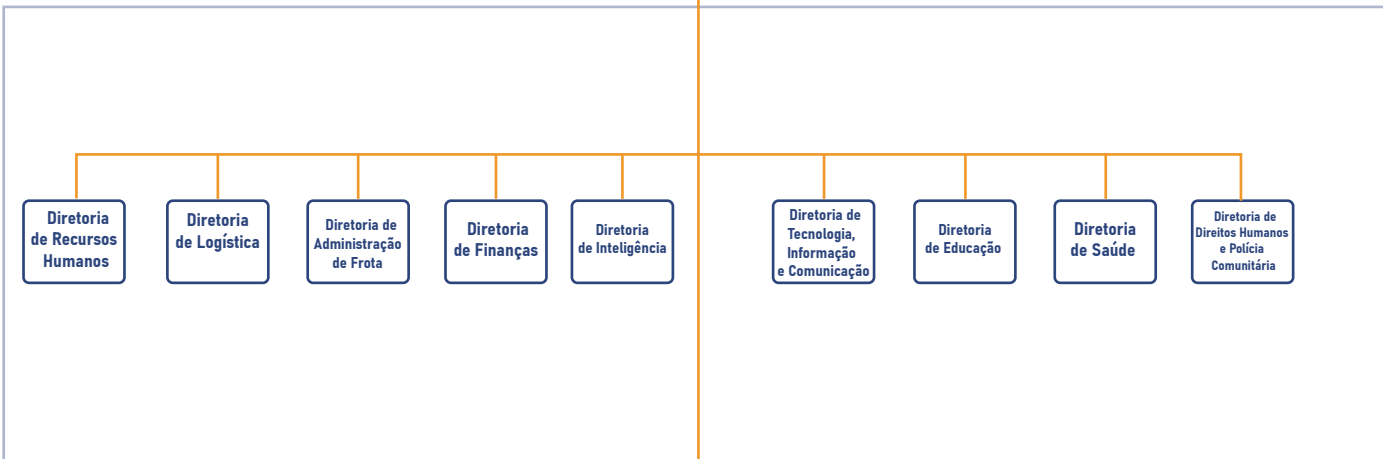 Diretoria
de Recursos
Humanos
Diretoria
de Logística
Diretoria de
Administração
de Frota
Diretoria
de Finanças
Diretoria
de Inteligência
Diretoria de
Tecnologia,
Informação
e Comunicação
Diretoria
de Educação
Diretoria
de Saúde
Diretoria de
Direitos Humanos
e Polícia
Comunitária